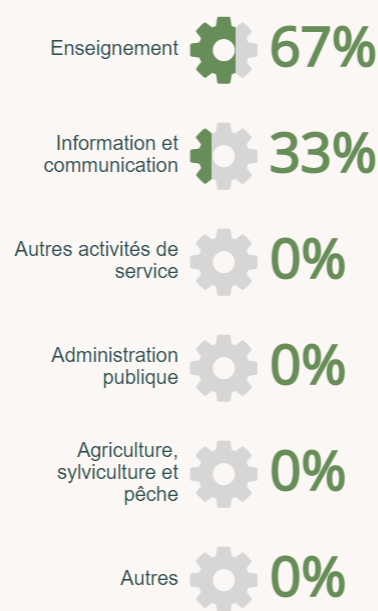 Enseignement 67%
Information et
communication 33%
Autres activités de
service 0%
Administration
publique 0%
Agriculture,
sylviculture et
pêche 0%
Autres 0%